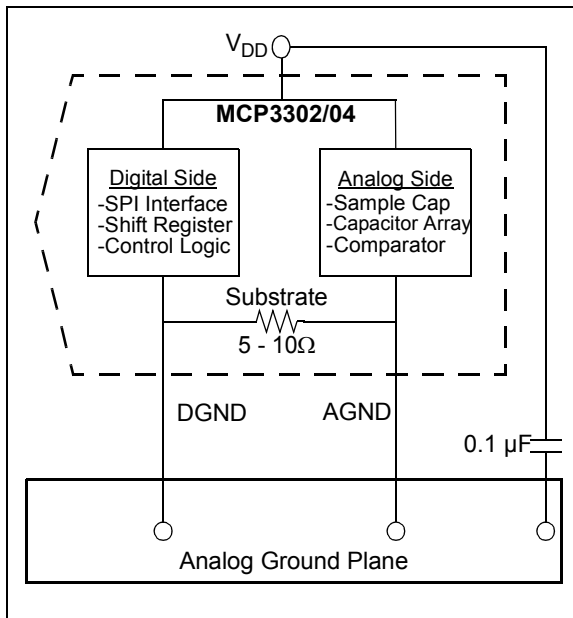 VDD
MCP3302/04
Digital Side
-SPI Interface
-Shift Register
-Control Logic
Analog Side
-Sample Cap
-Capacitor Array
-Comparator
Substrate
5 - 10Ω
DGND
AGND
0.1 µF
Analog Ground Plane